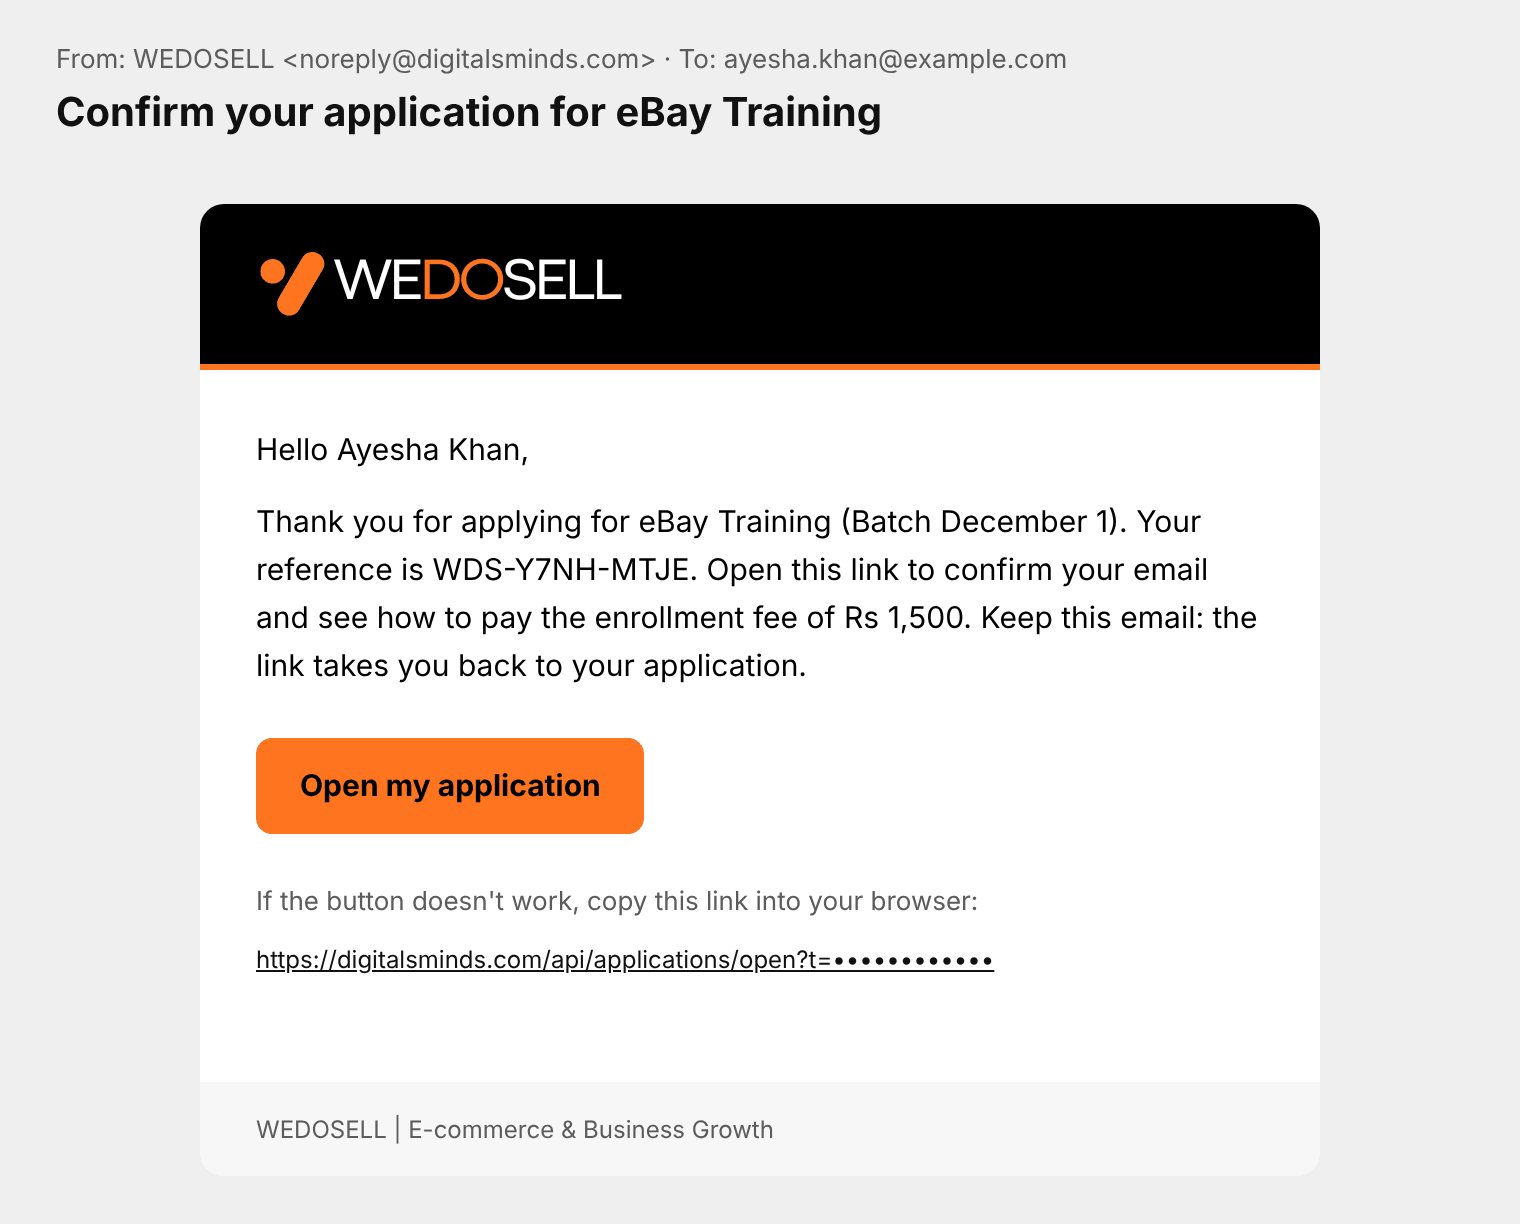 From: WEDOSELL <noreply@digitalsminds.com> · To: ayesha.khan@example.com
Confirm your application for eBay Training
WEDOSELL
Hello Ayesha Khan,
Thank you for applying for eBay Training (Batch December 1). Your
reference is WDS-Y7NH-MTJE. Open this link to confirm your email
and see how to pay the enrollment fee of Rs 1,500. Keep this email: the
link takes you back to your application.
Open my application
If the button doesn't work, copy this link into your browser:
https://digitalsminds.com/api/applications/open?t=••••••••••••
WEDOSELL | E-commerce & Business Growth